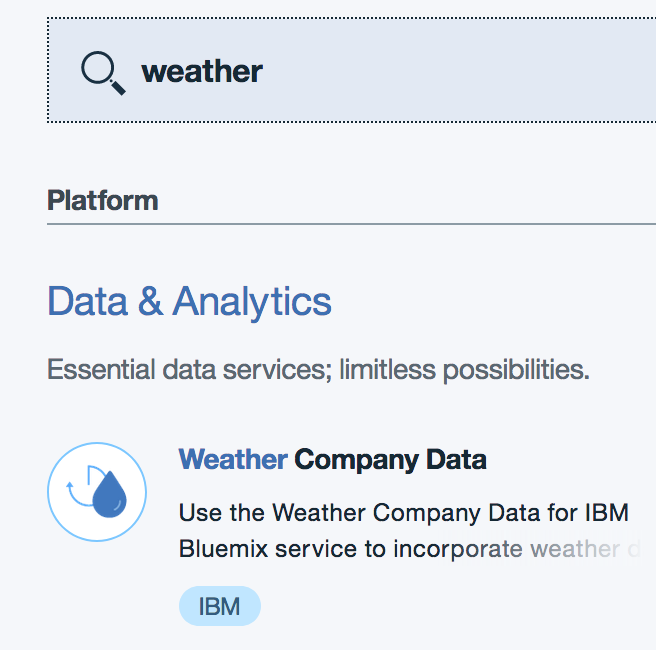 weather
Platform
Data & Analytics
Essential data services; limitless possibilities.
Weather Company Data
Use the Weather Company Data for IBM
Bluemix service to incorporate weather d
IBM